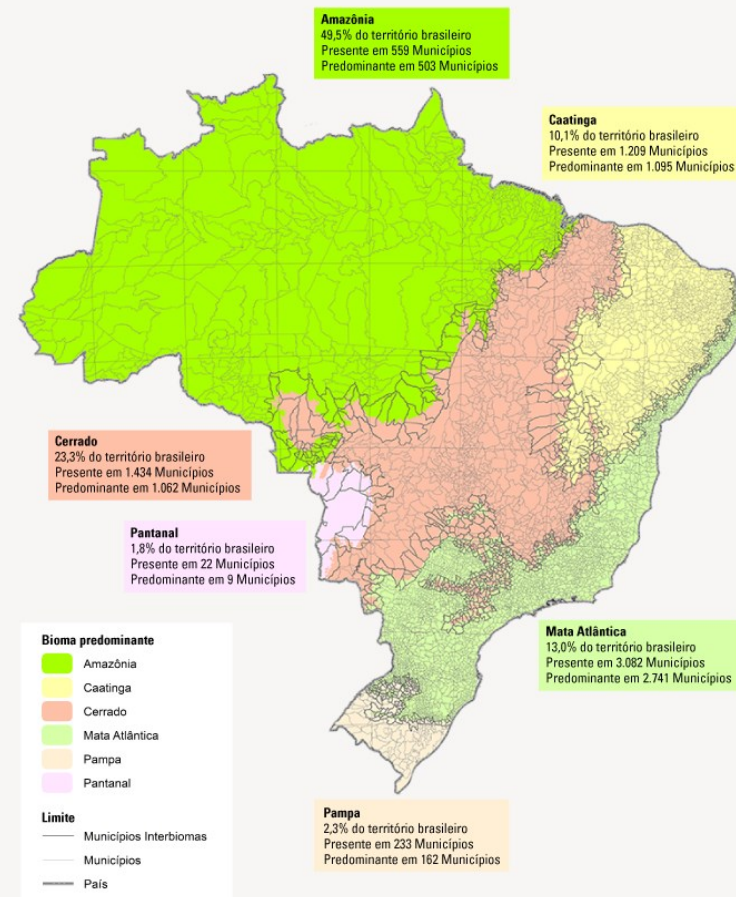 Amazônia
49,5% do território brasileiro
Presente em 559 Municípios
Predominante em 503 Municípios
Caatinga
10,1% do território brasileiro
Presente em 1.209 Municípios
Predominante em 1.095 Municípios
Cerrado
23,3% do território brasileiro
Presente em 1.434 Municípios
Predominante em 1.062 Municípios
Pantanal
1,8% do território brasileiro
Presente em 22 Municípios
Predominante em 9 Municípios
Mata Atlântica
13,0% do território brasileiro
Presente em 3.082 Municípios
Predominante em 2.741 Municípios
Bioma predominante
Amazônia
Caatinga
Cerrado
Mata Atlântica
Pampa
Pantanal
Limite
Municípios Interbiomas
Municípios
País
Pampa
2,3% do território brasileiro
Presente em 233 Municípios
Predominante em 162 Municípios